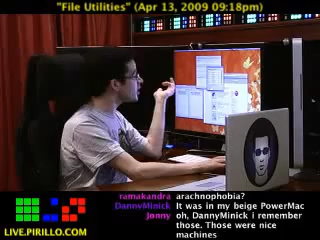 "File Utilities" (Apr 13, 2009 09:18pm)
ramakandra arachnophobia?
DannyMinick It was in my beige PowerMac
Jonny oh, DannyMinick i remember
those. Those were nice
machines
LIVE.PIRILLO.COM